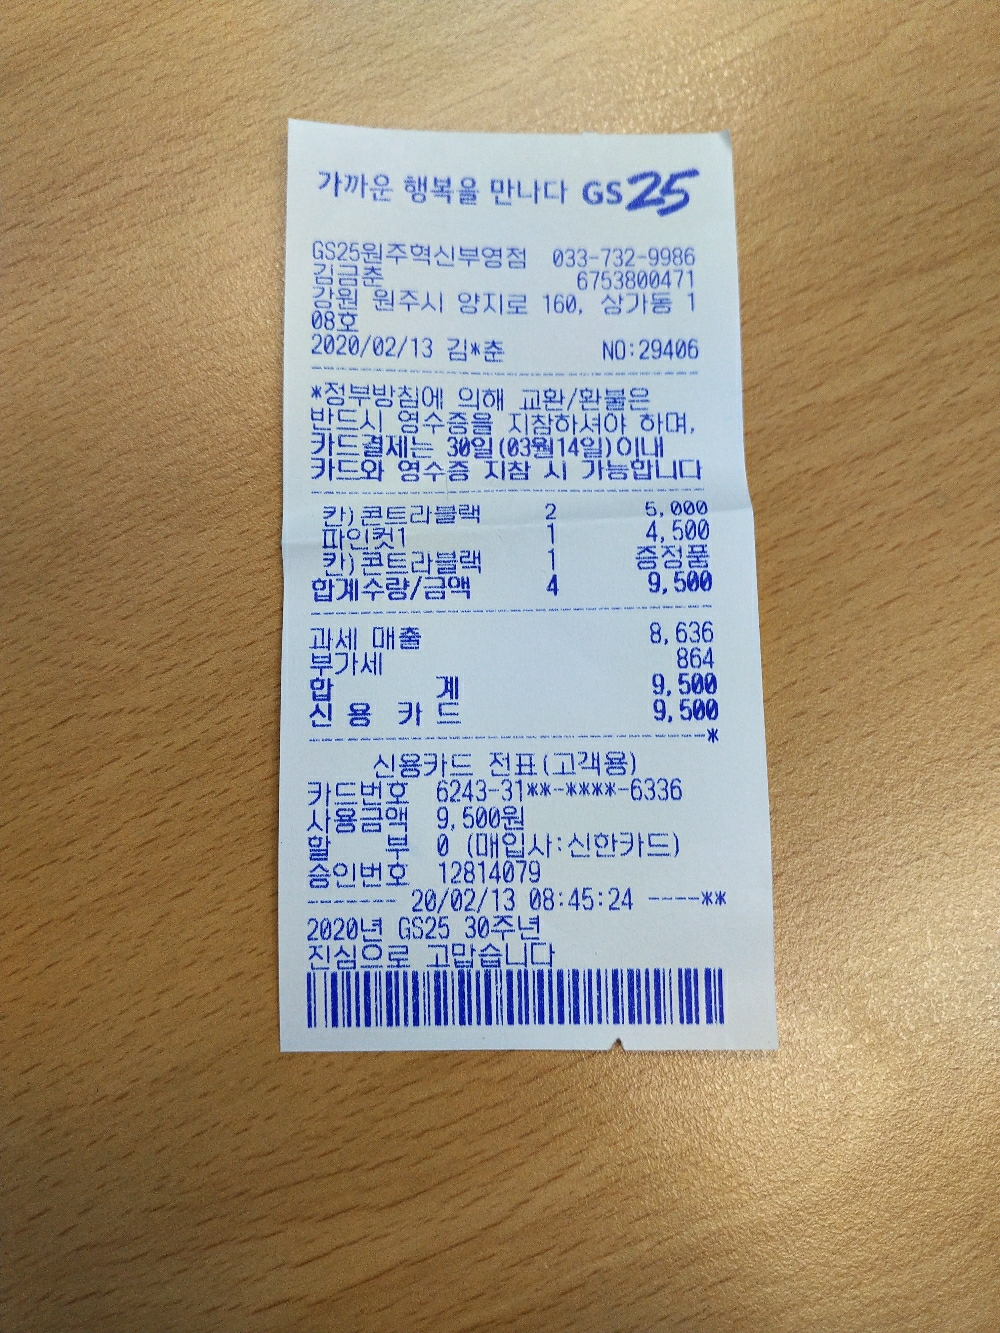 가까운 행복을 만나다 GS25
GS25원주혁신부영점 033-732-9986
김금춘 6753800471
강원 원주시 양지로 160, 상가동 1
08호
2020/02/13 김*춘 NO:29406
*정부방침에 의해 교환/환불은
반드시 영수증을 지참하셔야 하며,
카드결제는 30일(03월14일)이내
카드와 영수증 지참 시 가능합니다
칸)콘트라블랙 2 5,000
파인컷1 1 4,500
칸)콘트라블랙 1 증정품
합계수량/금액 4 9,500
과세 매출 8,636
부가세 864
합 계 9,500
신 용 카 드 9,500
*
신용카드 전표(고객용)
카드번호 6243-31**-****-6336
사용금액 9,500원
할 부 0 (매입사:신한카드)
승인번호 12814079
------ 20/02/13 08:45:24 ----**
2020년 GS25 30주년
진심으로 고맙습니다